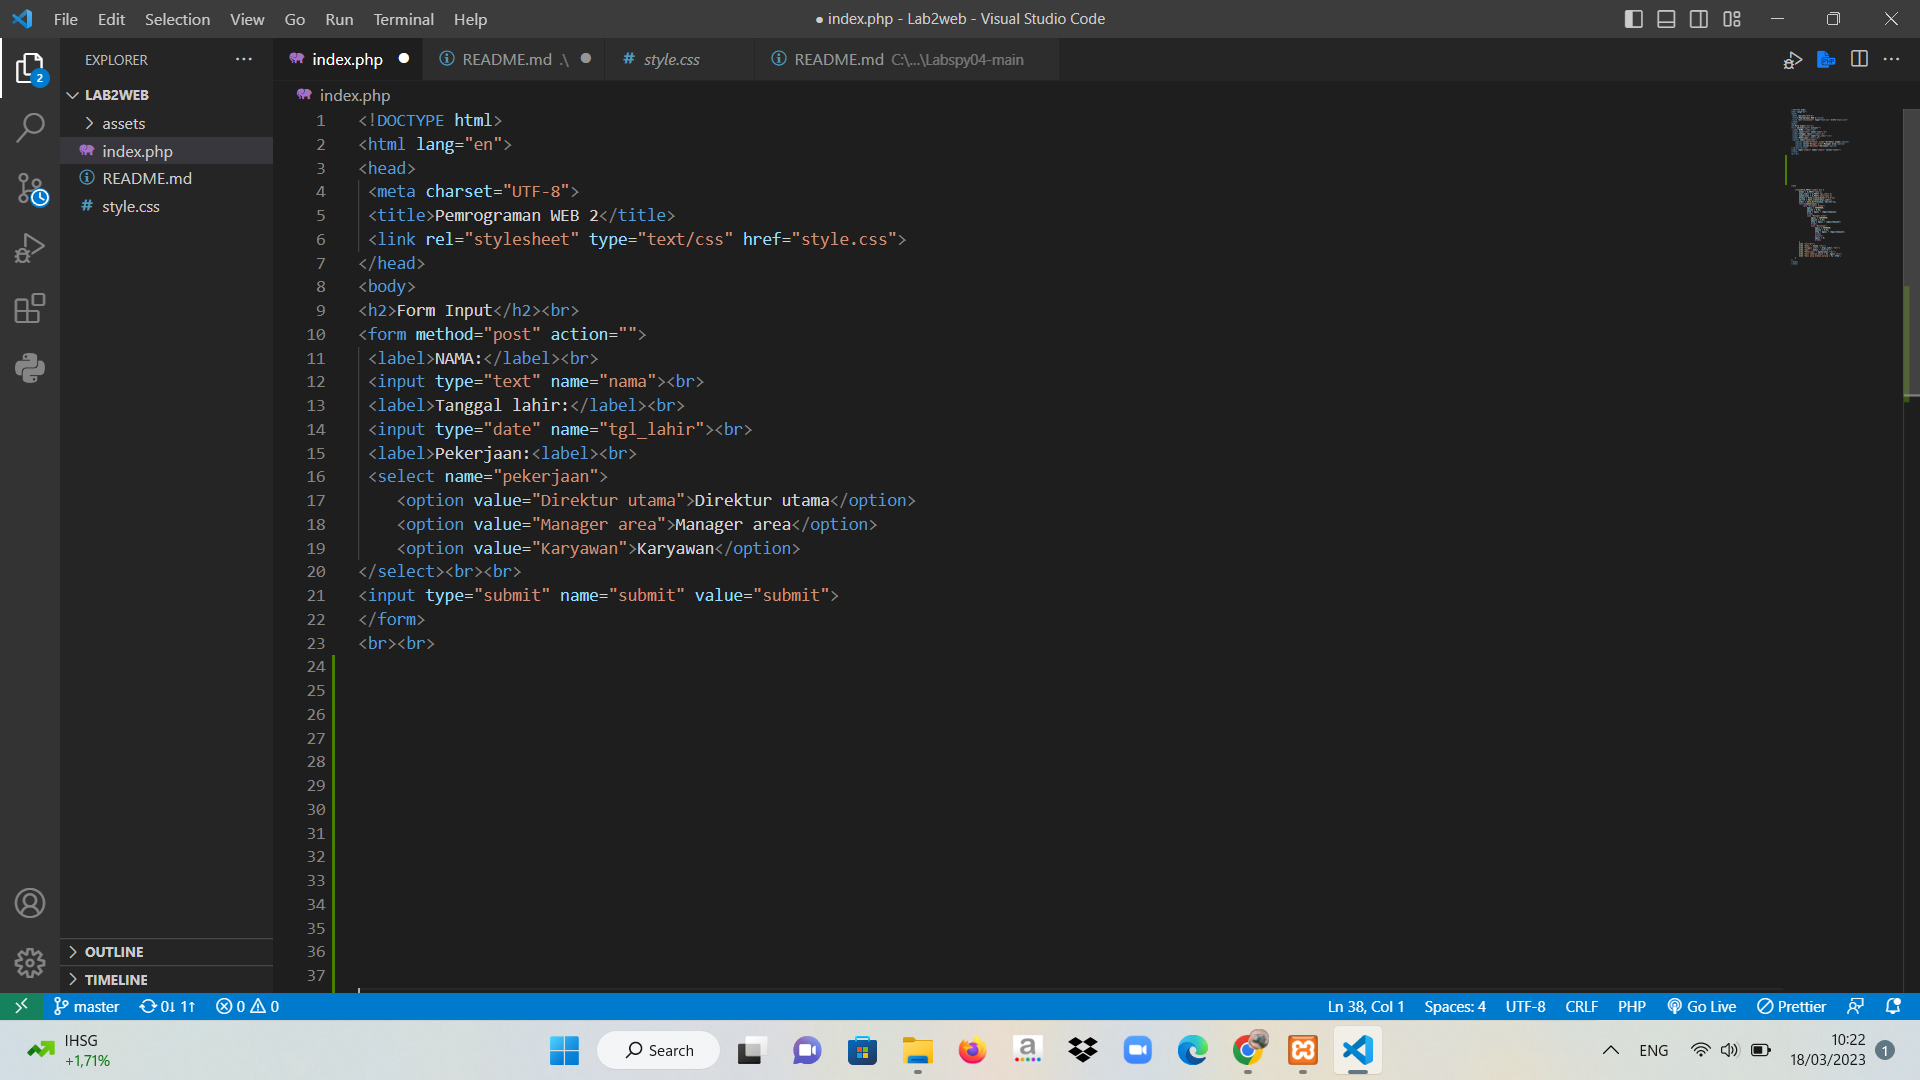 File Edit Selection View Go Run Terminal Help
● index.php - Lab2web - Visual Studio Code
EXPLORER
index.php
README.md .\
style.css
README.md C:\...\Labspy04-main
2
LAB2WEB
assets
index.php
README.md
style.css
OUTLINE
TIMELINE
index.php
1 <!DOCTYPE html>
2 <html lang="en">
3 <head>
4 <meta charset="UTF-8">
5 <title>Pemrograman WEB 2</title>
6 <link rel="stylesheet" type="text/css" href="style.css">
7 </head>
8 <body>
9 <h2>Form Input</h2><br>
10 <form method="post" action="">
11 <label>NAMA:</label><br>
12 <input type="text" name="nama"><br>
13 <label>Tanggal lahir:</label><br>
14 <input type="date" name="tgl_lahir"><br>
15 <label>Pekerjaan:<label><br>
16 <select name="pekerjaan">
17 <option value="Direktur utama">Direktur utama</option>
18 <option value="Manager area">Manager area</option>
19 <option value="Karyawan">Karyawan</option>
20 </select><br><br>
21 <input type="submit" name="submit" value="submit">
22 </form>
23 <br><br>
24
25
26
27
28
29
30
31
32
33
34
35
36
37
master 0↓ 1↑ 0 0
Ln 38, Col 1 Spaces: 4 UTF-8 CRLF PHP Go Live Prettier
IHSG
+1,71%
Search
ENG
10:22
18/03/2023
1